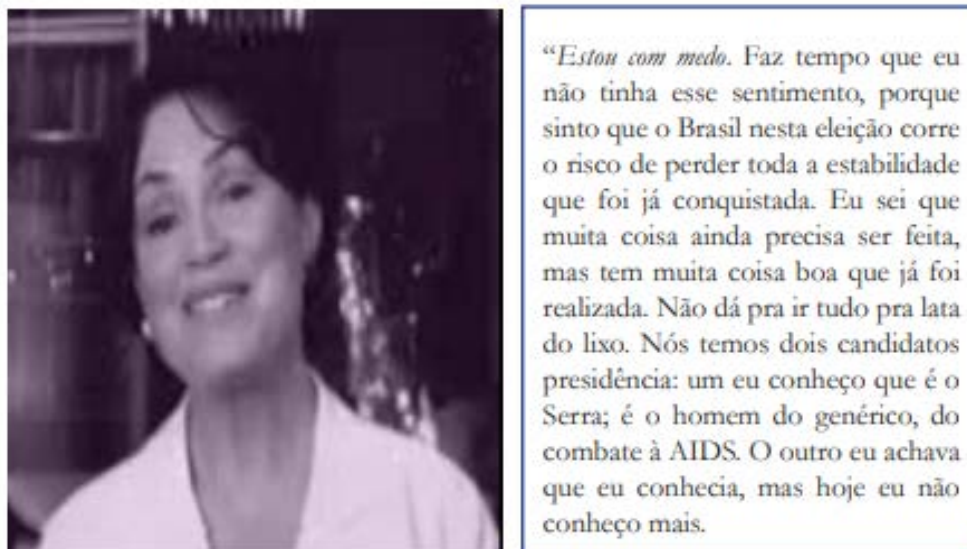 “Estou com medo. Faz tempo que eu
não tinha esse sentimento, porque
sinto que o Brasil nesta eleição corre
o risco de perder toda a estabilidade
que foi já conquistada. Eu sei que
muita coisa ainda precisa ser feita,
mas tem muita coisa boa que já foi
realizada. Não dá pra ir tudo pra lata
do lixo. Nós temos dois candidatos
presidência: um eu conheço que é o
Serra; é o homem do genérico, do
combate à AIDS. O outro eu achava
que eu conhecia, mas hoje eu não
conheço mais.